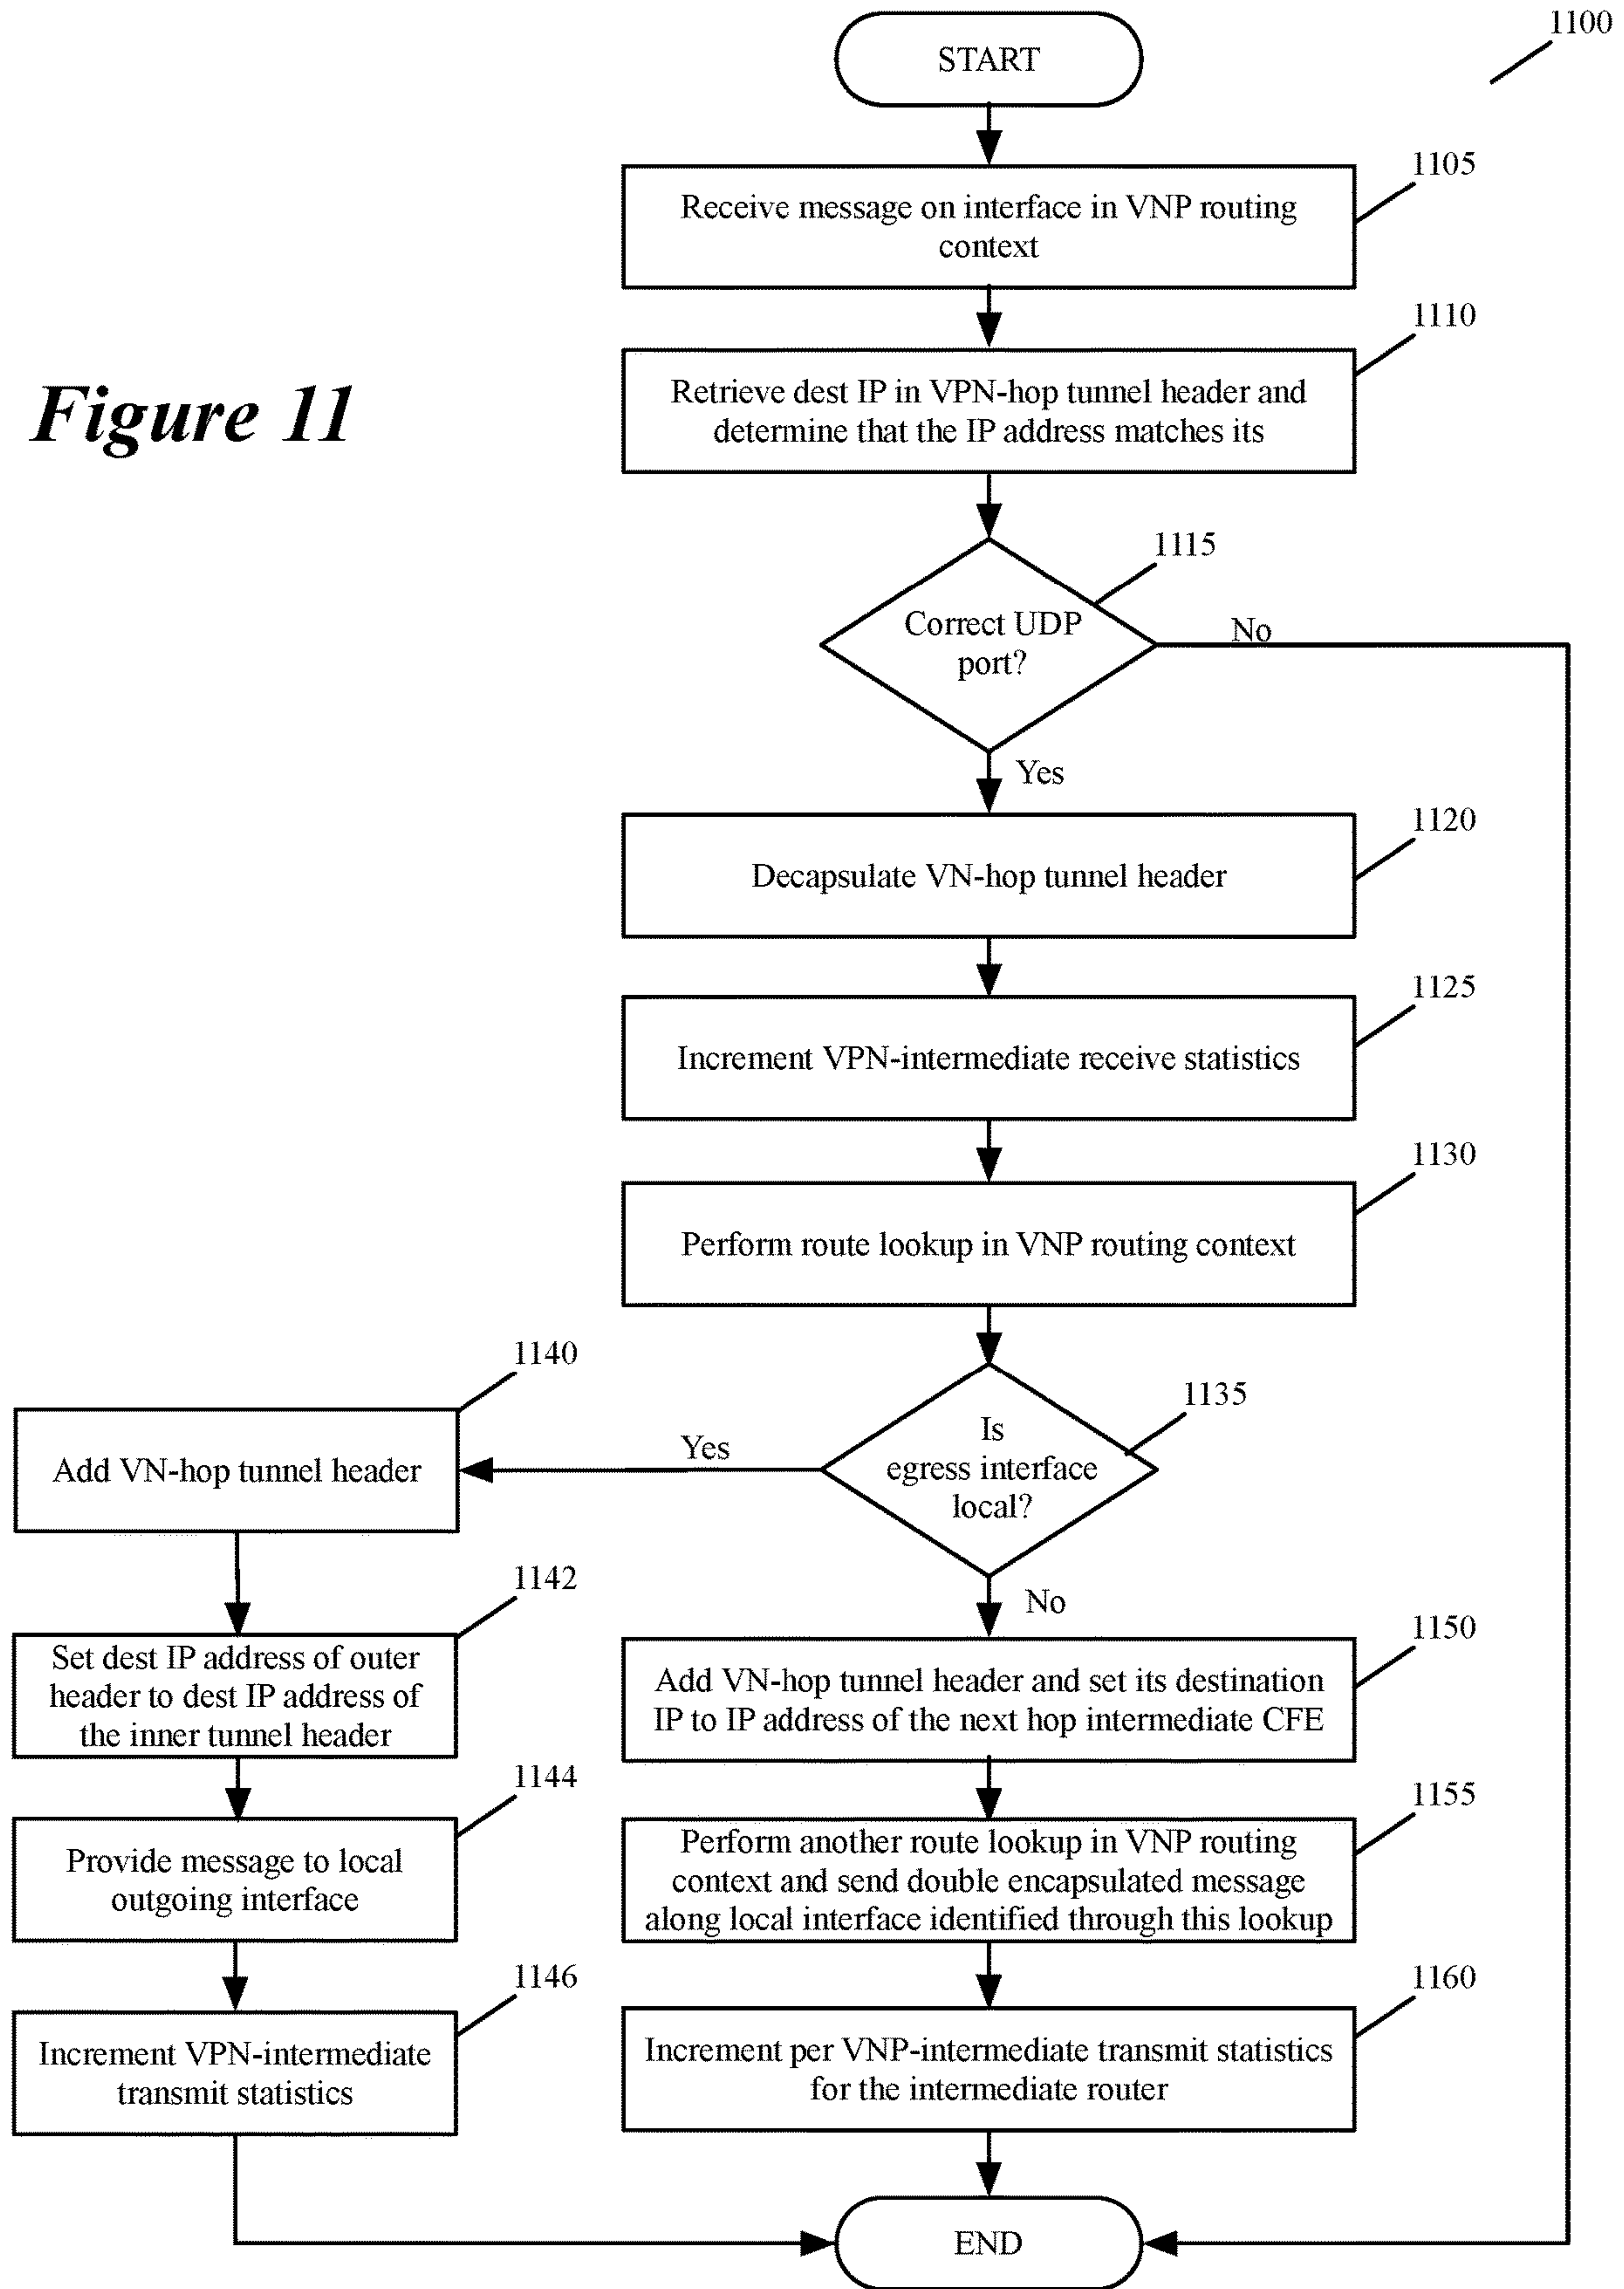 1100
START
1105
Receive message on interface in VNP routing
context
1110
Retrieve dest IP in VPN-hop tunnel header and
determine that the IP address matches its
Figure 11
1115
Correct UDP
port?
No
Yes
1120
Decapsulate VN-hop tunnel header
1125
Increment VPN-intermediate receive statistics
1130
Perform route lookup in VNP routing context
1135
Is
egress interface
local?
Yes
No
1140
Add VN-hop tunnel header
1142
Set dest IP address of outer
header to dest IP address of
the inner tunnel header
1144
Provide message to local
outgoing interface
1146
Increment VPN-intermediate
transmit statistics
1150
Add VN-hop tunnel header and set its destination
IP to IP address of the next hop intermediate CFE
1155
Perform another route lookup in VNP routing
context and send double encapsulated message
along local interface identified through this lookup
1160
Increment per VNP-intermediate transmit statistics
for the intermediate router
END